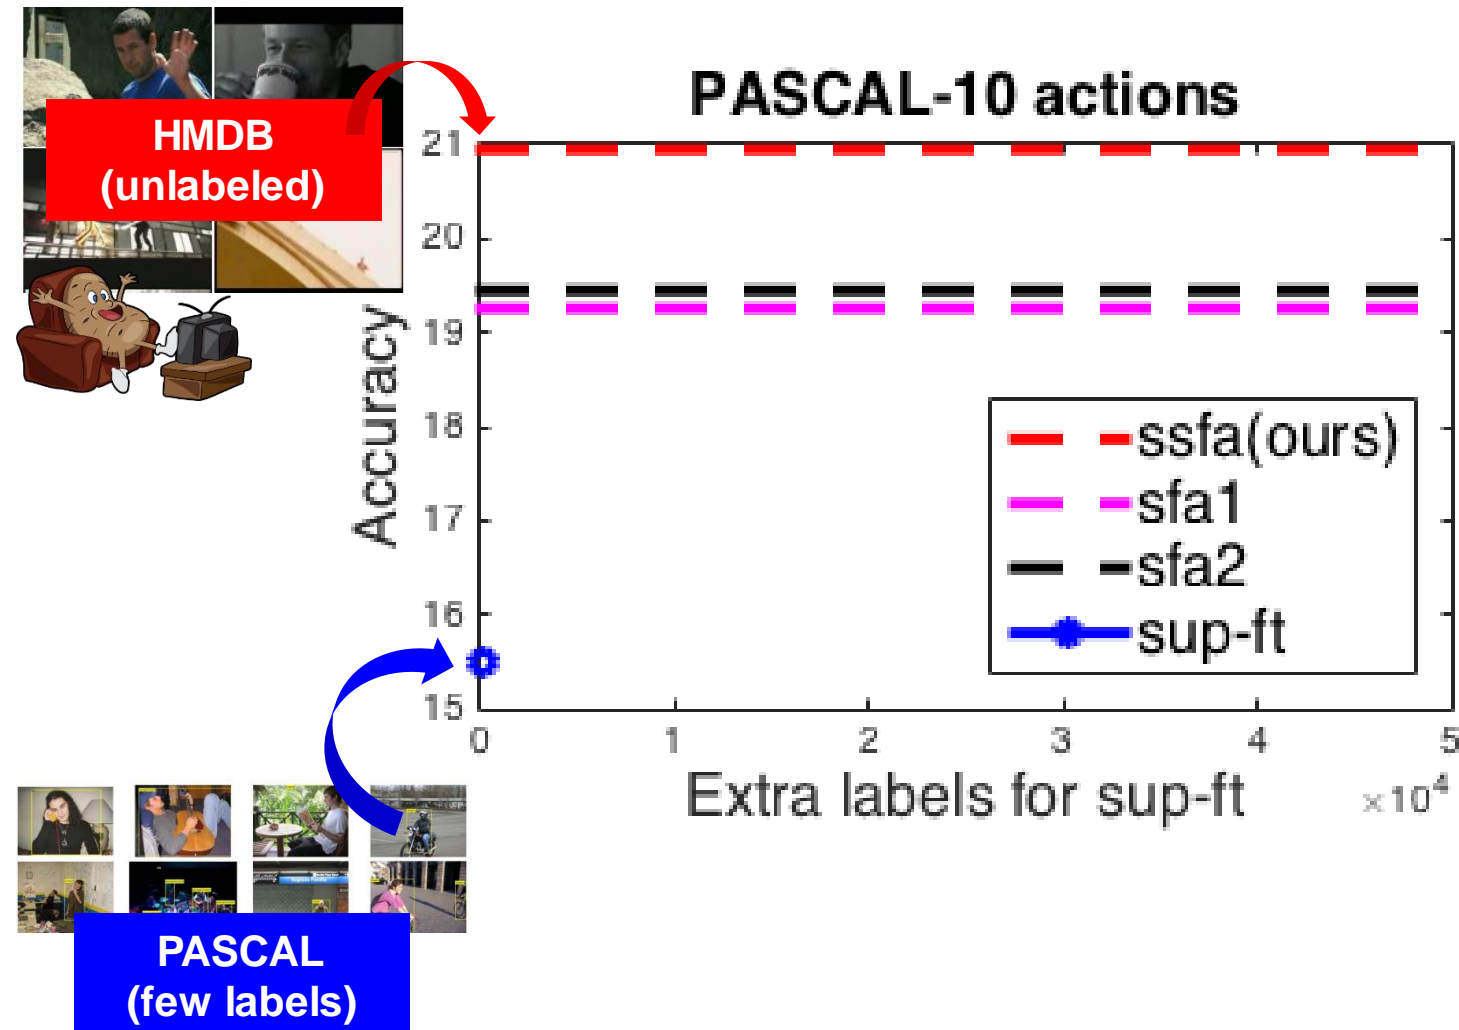 HMDB
(unlabeled)
PASCAL-10 actions
21
20
19
18
17
16
15
Accuracy
ssfa(ours)
sfa1
sfa2
sup-ft
0 1 2 3 4 5
Extra labels for sup-ft ×10⁴
PASCAL
(few labels)